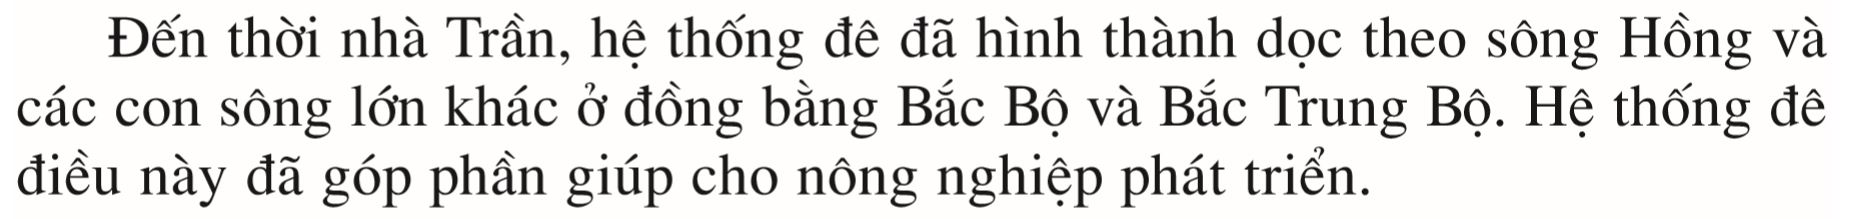 Đến thời nhà Trần, hệ thống đê đã hình thành dọc theo sông Hồng và
các con sông lớn khác ở đồng bằng Bắc Bộ và Bắc Trung Bộ. Hệ thống đê
điều này đã góp phần giúp cho nông nghiệp phát triển.